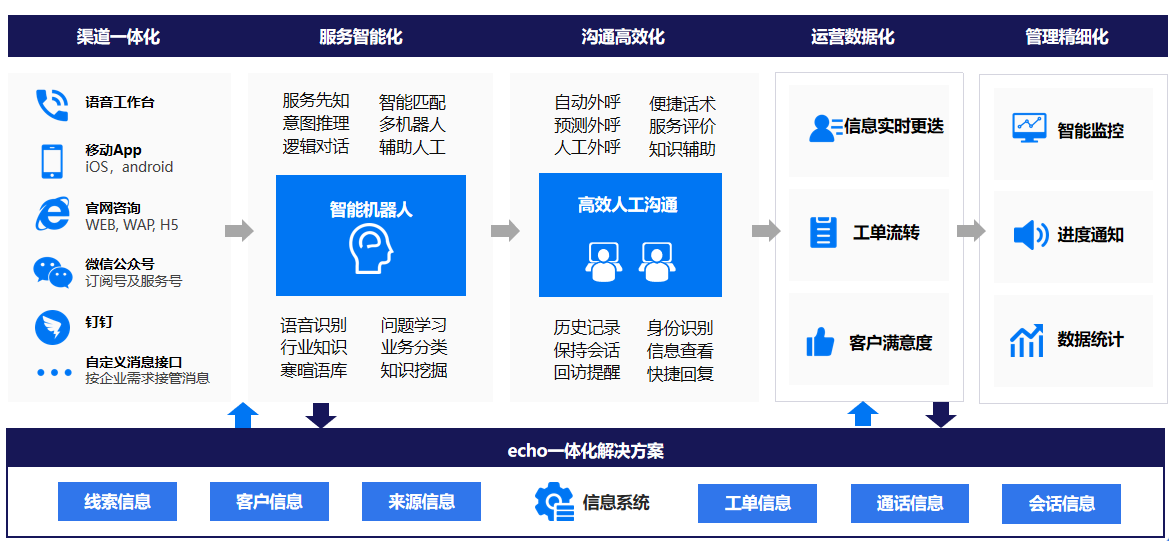 渠道一体化
服务智能化
沟通高效化
运营数据化
管理精细化
语音工作台
移动App
iOS，android
官网咨询
WEB, WAP, H5
微信公众号
订阅号及服务号
钉钉
自定义消息接口
按企业需求接管消息
服务先知 智能匹配
意图推理 多机器人
逻辑对话 辅助人工
智能机器人
语音识别 问题学习
行业知识 业务分类
寒暄语库 知识挖掘
自动外呼 便捷话术
预测外呼 服务评价
人工外呼 知识辅助
高效人工沟通
历史记录 身份识别
保持会话 信息查看
回访提醒 快捷回复
信息实时更迭
工单流转
客户满意度
智能监控
进度通知
数据统计
echo一体化解决方案
线索信息
客户信息
来源信息
信息系统
工单信息
通话信息
会话信息